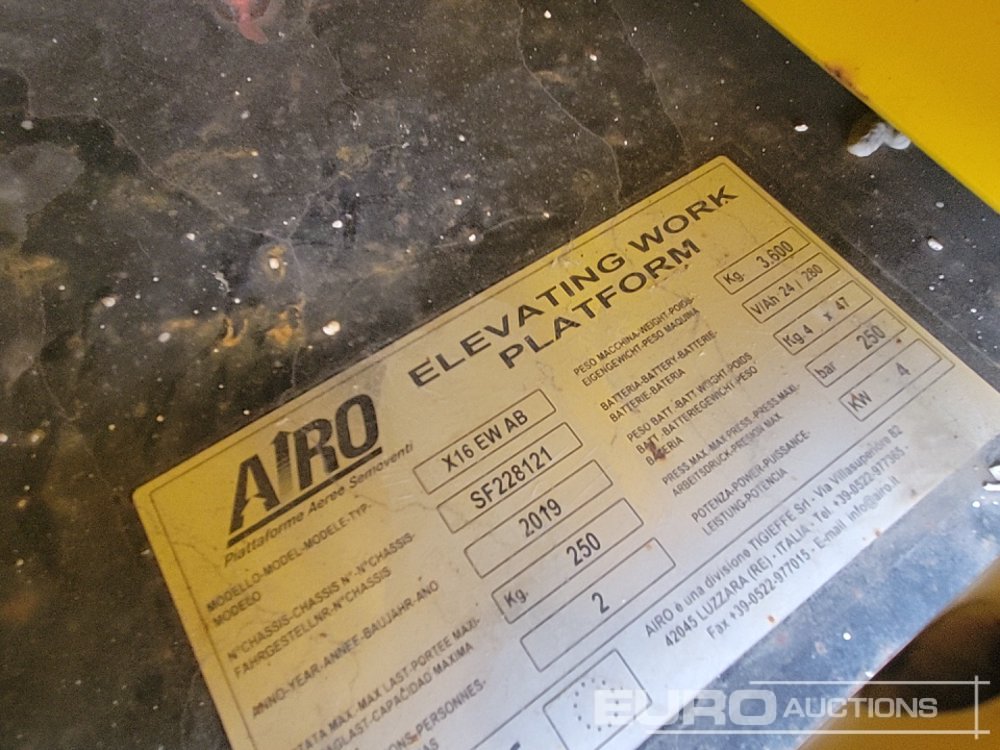 ELEVATING WORK
PLATFORM
AIRO
Piattaforme Aeree Semoventi
MODELLO-MODEL-MODELE-TYP-
MODELO
X16 EW AB
N°CHASSIS-CHASSIS N°-N°CHASSIS-
FAHRGESTELLNR-N°CHASSIS
SF228121
ANNO-YEAR-ANNEE-BAUJAHR-ANO
2019
MAX.-MAX LAST-PORTEE MAXI-
CAPACIDAD MAXIMA
Kg. 250
PERSONNES-
2
PESO MACCHINA-WEIGHT-POIDS-
EIGENGEWICHT-PESO MAQUINA
Kg. 3.600
BATTERIA-BATTERY-BATTERIE-
BATTERIE-BATERIA
V/Ah 24 / 280
PESO BATT.-BATT.WEIGHT-POIDS
BATT.-BATTERIEGEWICHT-PESO
BATERIA
Kg 4 x 47
PRESS.MAX-MAX PRESS-PRESS.MAXI.-
ARBEITSDRUCK-PRESION MAX
bar 250
POTENZA-POWER-PUISSANCE-
LEISTUNG-POTENCIA
KW 4
AIRO è una divisione TIGIEFFE Srl - Via Villasuperiore 82
42045 LUZZARA (RE) - ITALIA - Tel +39-0522-977365 -
Fax +39-0522-977015 - E-mail info@airo.it
EURO AUCTIONS